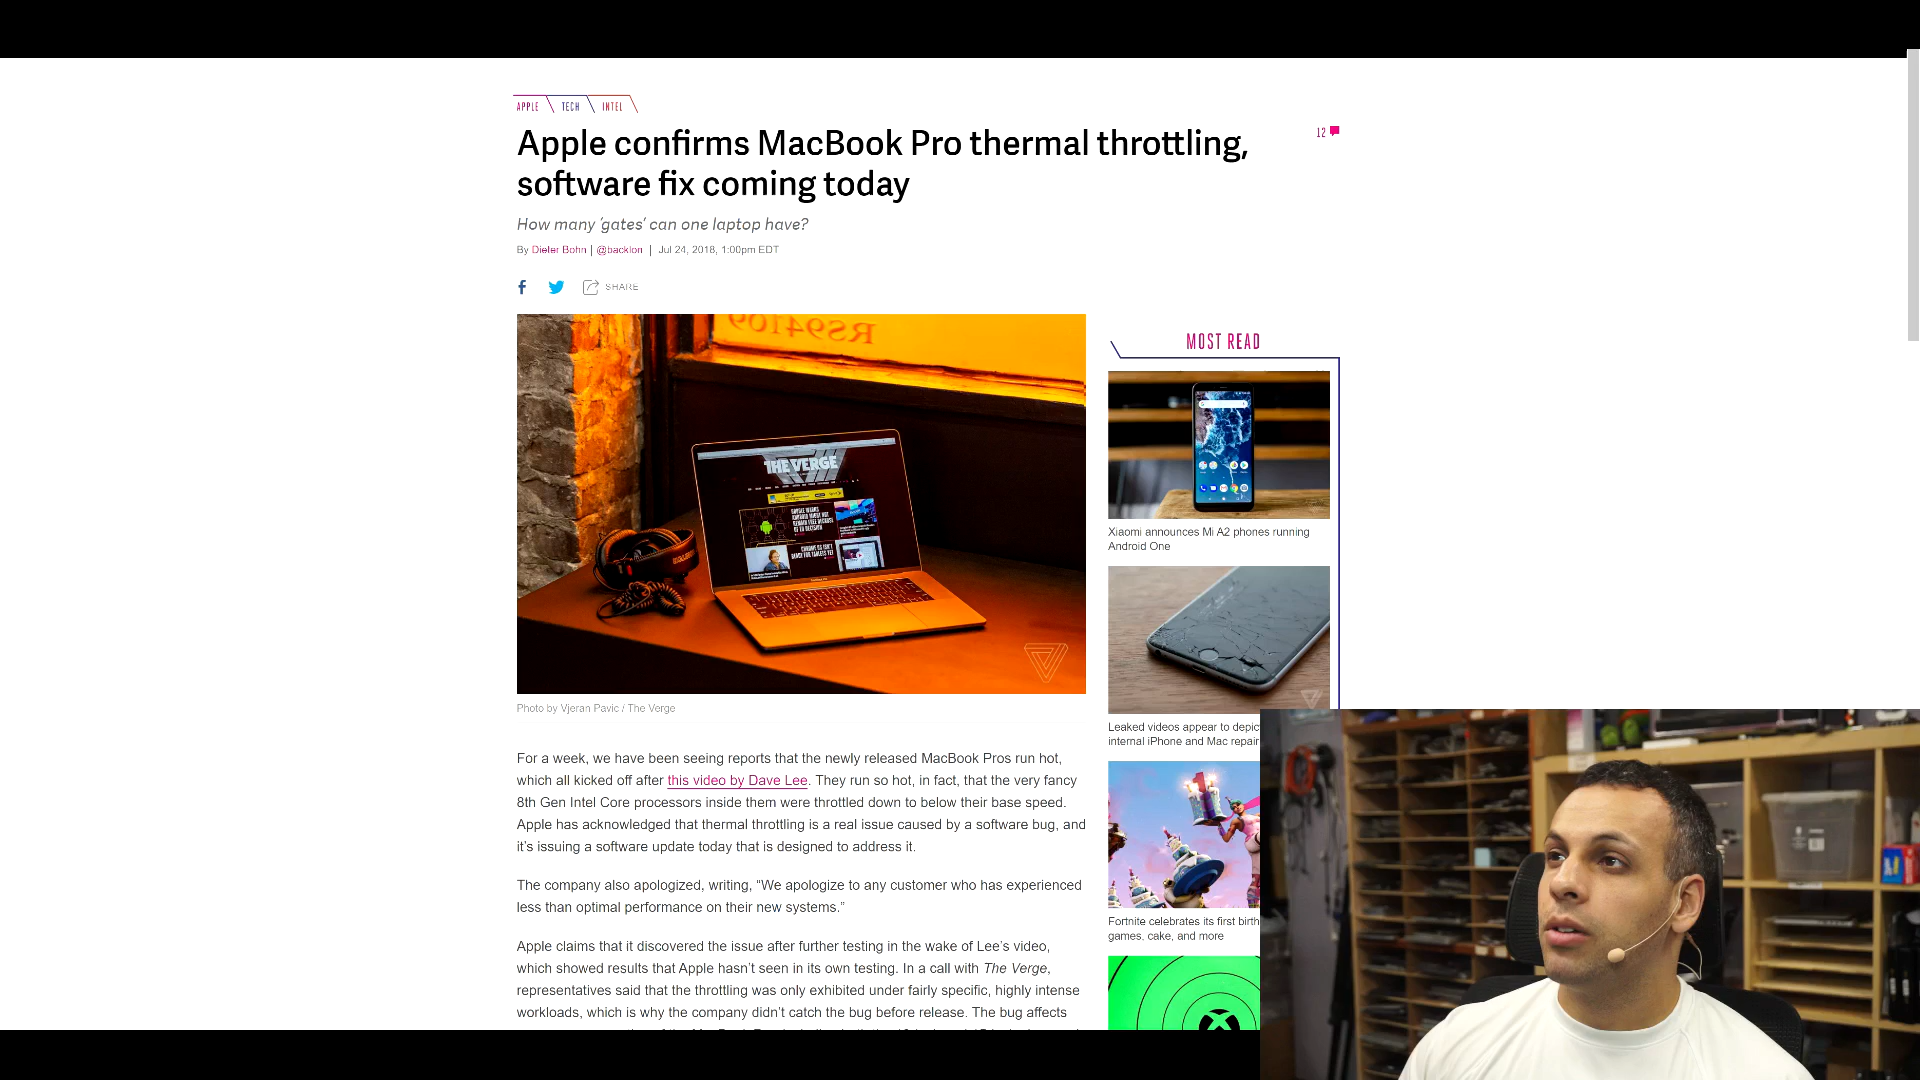 APPLE TECH INTEL
Apple confirms MacBook Pro thermal throttling,
software fix coming today
12
How many ‘gates’ can one laptop have?
By Dieter Bohn | @backlon | Jul 24, 2018, 1:00pm EDT
SHARE
RS94109
THE VERGE
Photo by Vjeran Pavic / The Verge
For a week, we have been seeing reports that the newly released MacBook Pros run hot,
which all kicked off after this video by Dave Lee. They run so hot, in fact, that the very fancy
8th Gen Intel Core processors inside them were throttled down to below their base speed.
Apple has acknowledged that thermal throttling is a real issue caused by a software bug, and
it’s issuing a software update today that is designed to address it.
The company also apologized, writing, “We apologize to any customer who has experienced
less than optimal performance on their new systems.”
Apple claims that it discovered the issue after further testing in the wake of Lee’s video,
which showed results that Apple hasn’t seen in its own testing. In a call with The Verge,
representatives said that the throttling was only exhibited under fairly specific, highly intense
workloads, which is why the company didn’t catch the bug before release. The bug affects
MOST READ
Xiaomi announces Mi A2 phones running
Android One
Leaked videos appear to depic
internal iPhone and Mac repair
Fortnite celebrates its first birth
games, cake, and more